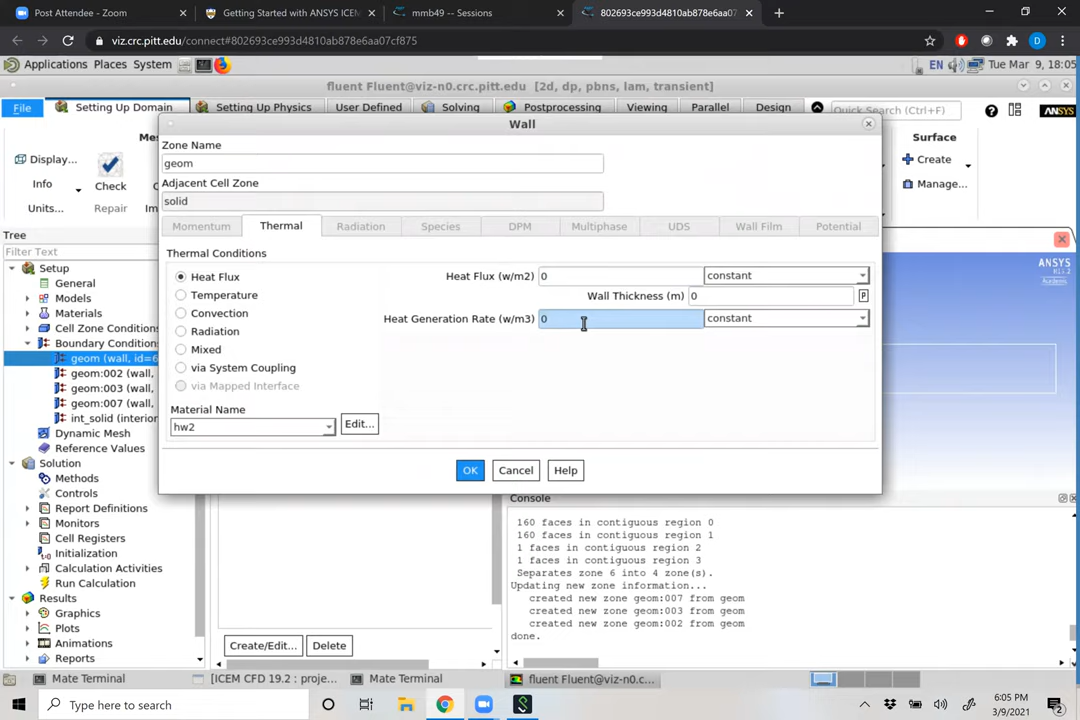 Post Attendee - Zoom
Getting Started with ANSYS ICEM
mmb49 -- Sessions
802693ce993d4810ab878e6aa07
viz.crc.pitt.edu/connect#802693ce993d4810ab878e6aa07cf875
D
Applications Places System
EN
Tue Mar 9, 18:05
fluent Fluent@viz-n0.crc.pitt.edu [2d, dp, pbns, lam, transient]
File
Setting Up Domain
Setting Up Physics
User Defined
Solving
Postprocessing
Viewing
Parallel
Design
Quick Search (Ctrl+F)
ANSYS
Display...
Info
Units...
Check
Repair
Surface
Create
Manage...
Wall
Zone Name
geom
Adjacent Cell Zone
solid
Momentum
Thermal
Radiation
Species
DPM
Multiphase
UDS
Wall Film
Potential
Thermal Conditions
Heat Flux
Temperature
Convection
Radiation
Mixed
via System Coupling
via Mapped Interface
Heat Flux (w/m2) 0 constant
Wall Thickness (m) 0 P
Heat Generation Rate (w/m3) 0 constant
Material Name
hw2
Edit...
OK
Cancel
Help
Tree
Filter Text
Setup
General
Models
Materials
Cell Zone Conditions
Boundary Conditions
geom (wall, id=6
geom:002 (wall,
geom:003 (wall,
geom:007 (wall,
int_solid (interior
Dynamic Mesh
Reference Values
Solution
Methods
Controls
Report Definitions
Monitors
Cell Registers
Initialization
Calculation Activities
Run Calculation
Results
Graphics
Plots
Animations
Reports
Create/Edit...
Delete
ANSYS
Console
160 faces in contiguous region 0
160 faces in contiguous region 1
1 faces in contiguous region 2
1 faces in contiguous region 3
Separates zone 6 into 4 zone(s).
Updating new zone information...
created new zone geom:007 from geom
created new zone geom:003 from geom
created new zone geom:002 from geom
done.
Mate Terminal
[ICEM CFD 19.2 : proje...
Mate Terminal
fluent Fluent@viz-n0.c...
Type here to search
6:05 PM
3/9/2021
2